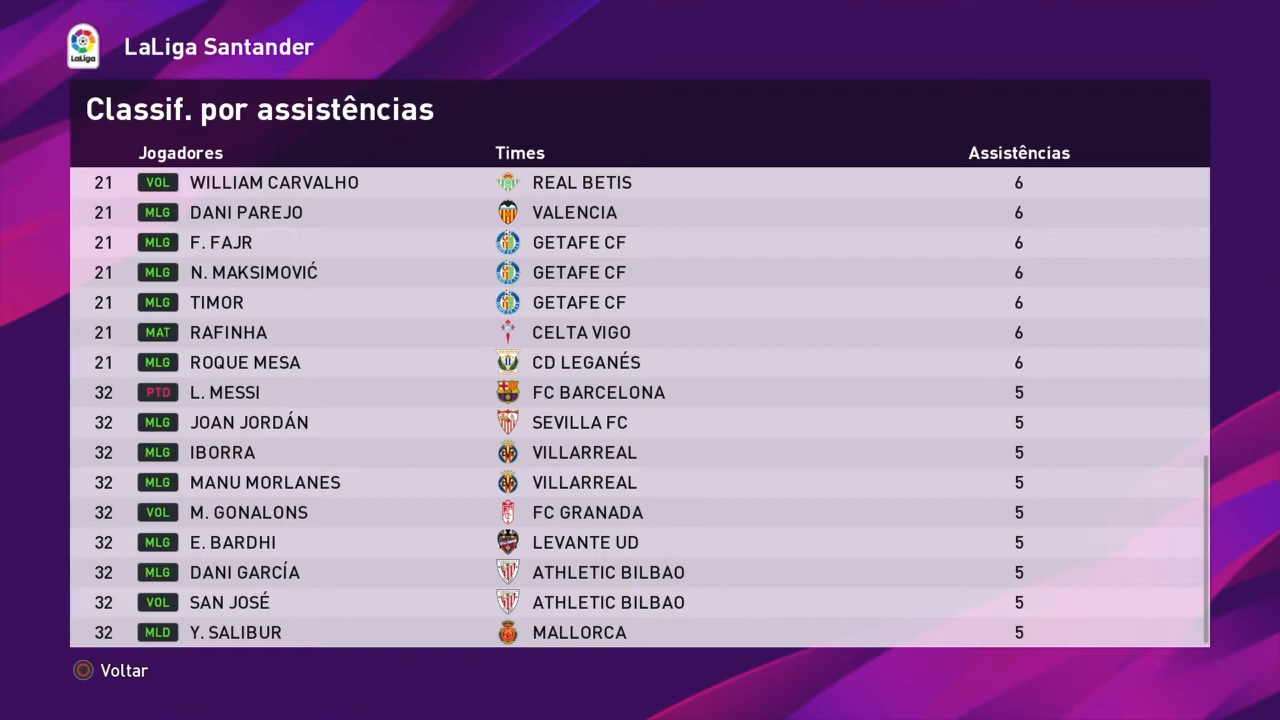 LaLiga
LaLiga Santander
Classif. por assistências
Jogadores Times Assistências
21 VOL WILLIAM CARVALHO REAL BETIS 6
21 MLG DANI PAREJO VALENCIA 6
21 MLG F. FAJR GETAFE CF 6
21 MLG N. MAKSIMOVIĆ GETAFE CF 6
21 MLG TIMOR GETAFE CF 6
21 MAT RAFINHA CELTA VIGO 6
21 MLG ROQUE MESA CD LEGANÉS 6
32 PTD L. MESSI FC BARCELONA 5
32 MLG JOAN JORDÁN SEVILLA FC 5
32 MLG IBORRA VILLARREAL 5
32 MLG MANU MORLANES VILLARREAL 5
32 VOL M. GONALONS FC GRANADA 5
32 MLG E. BARDHI LEVANTE UD 5
32 MLG DANI GARCÍA ATHLETIC BILBAO 5
32 VOL SAN JOSÉ ATHLETIC BILBAO 5
32 MLD Y. SALIBUR MALLORCA 5
Voltar